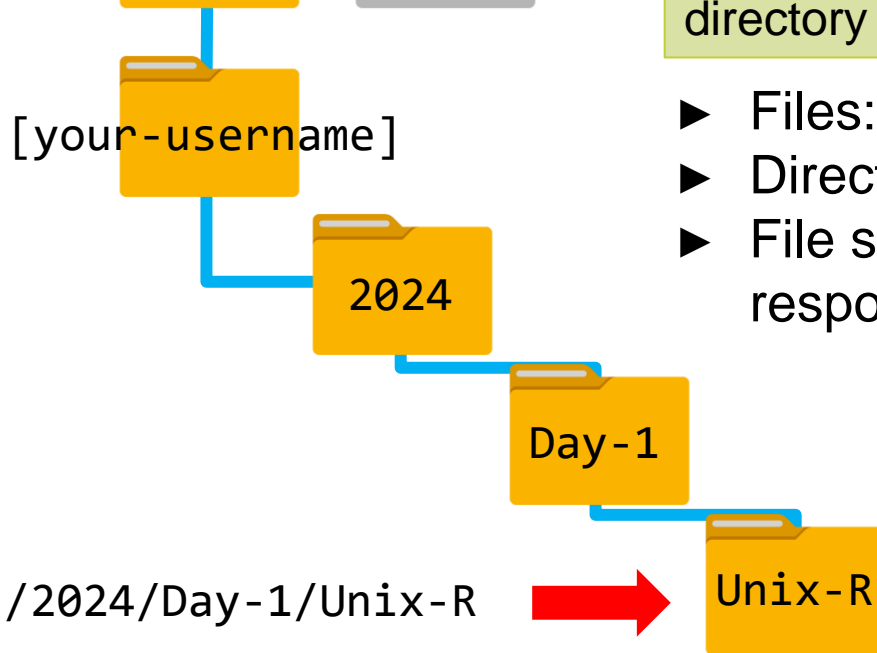 directory
► Files:
[your-username]
► Direct
► File s
respo
2024
Day-1
/2024/Day-1/Unix-R
Unix-R